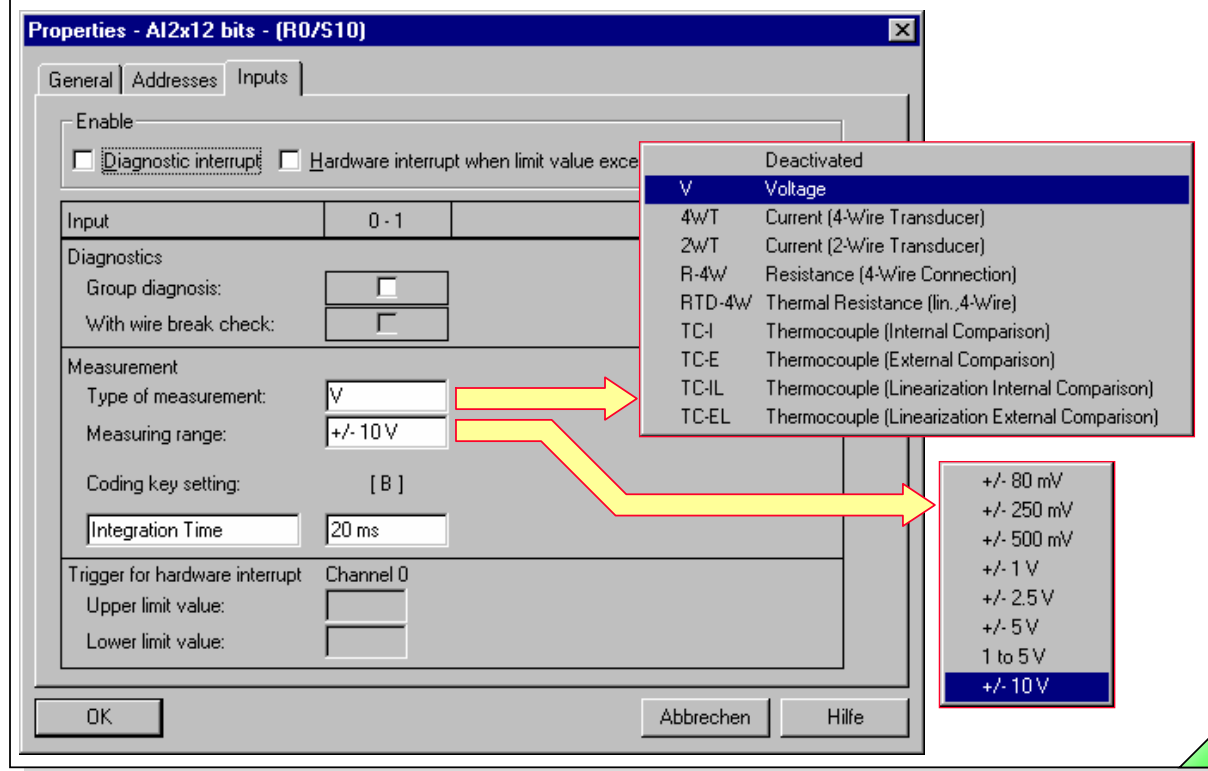 Properties - AI2x12 bits - (R0/S10)
General Addresses Inputs
Enable
Diagnostic interrupt Hardware interrupt when limit value exce
Input 0 - 1
Diagnostics
Group diagnosis:
With wire break check:
Measurement
Type of measurement: V
Measuring range: +/- 10 V
Coding key setting: [ B ]
Integration Time 20 ms
Trigger for hardware interrupt Channel 0
Upper limit value:
Lower limit value:
OK Abbrechen Hilfe
Deactivated
V Voltage
4WT Current (4-Wire Transducer)
2WT Current (2-Wire Transducer)
R-4W Resistance (4-Wire Connection)
RTD-4W Thermal Resistance (lin.,4-Wire)
TC-I Thermocouple (Internal Comparison)
TC-E Thermocouple (External Comparison)
TC-IL Thermocouple (Linearization Internal Comparison)
TC-EL Thermocouple (Linearization External Comparison)
+/- 80 mV
+/- 250 mV
+/- 500 mV
+/- 1 V
+/- 2.5 V
+/- 5 V
1 to 5 V
+/- 10 V